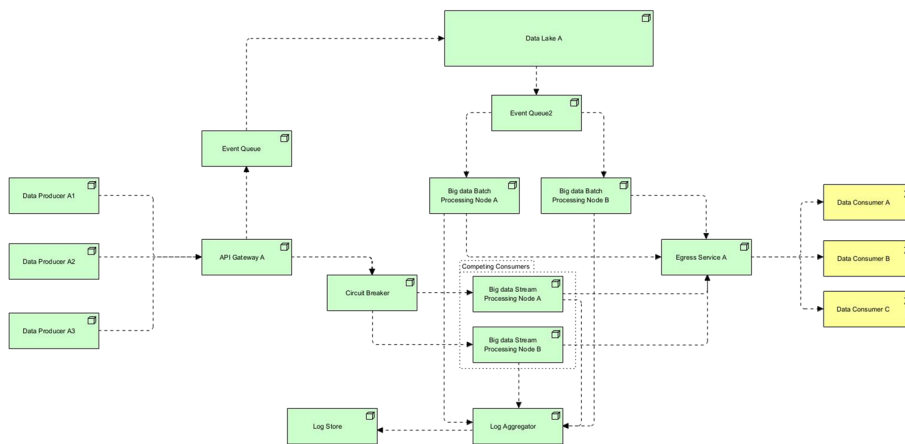 Data Lake A
Event Queue2
Event Queue
Data Producer A1
Big data Batch
Processing Node A
Big data Batch
Processing Node B
Data Consumer A
Data Producer A2
API Gateway A
Egress Service A
Data Consumer B
Competing Consumers
Circuit Breaker
Big data Stream
Processing Node A
Data Consumer C
Data Producer A3
Big data Stream
Processing Node B
Log Store
Log Aggregator